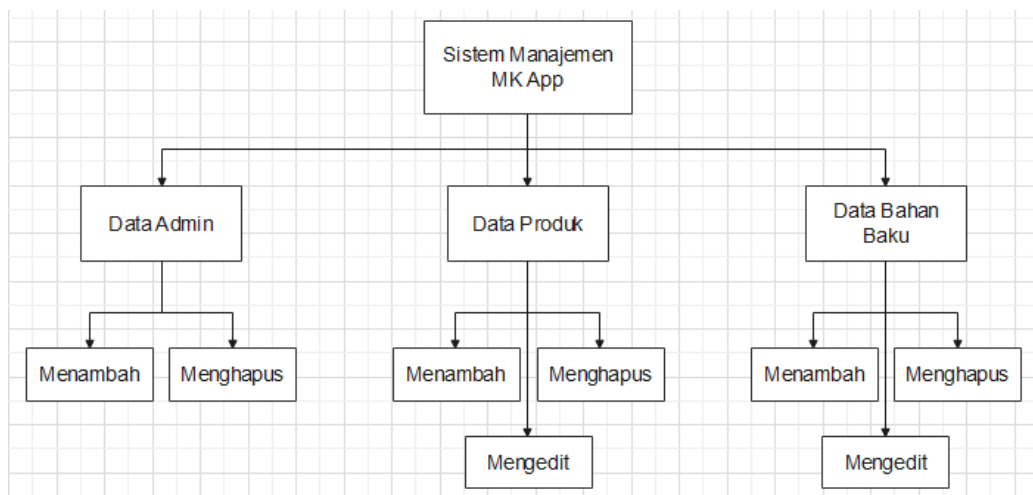 Sistem Manajemen
MK App
Data Admin
Data Produk
Data Bahan
Baku
Menambah
Menghapus
Menambah
Menghapus
Menambah
Menghapus
Mengedit
Mengedit